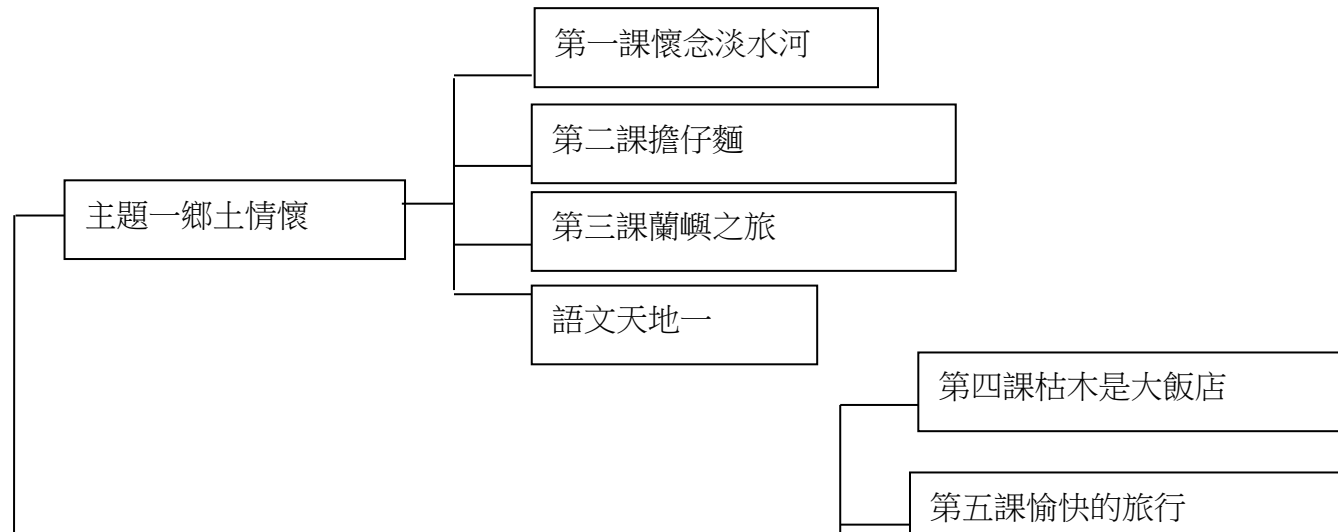 第一課懷念淡水河
第二課擔仔麵
主題一鄉土情懷
第三課蘭嶼之旅
語文天地一
第四課枯木是大飯店
第五課愉快的旅行